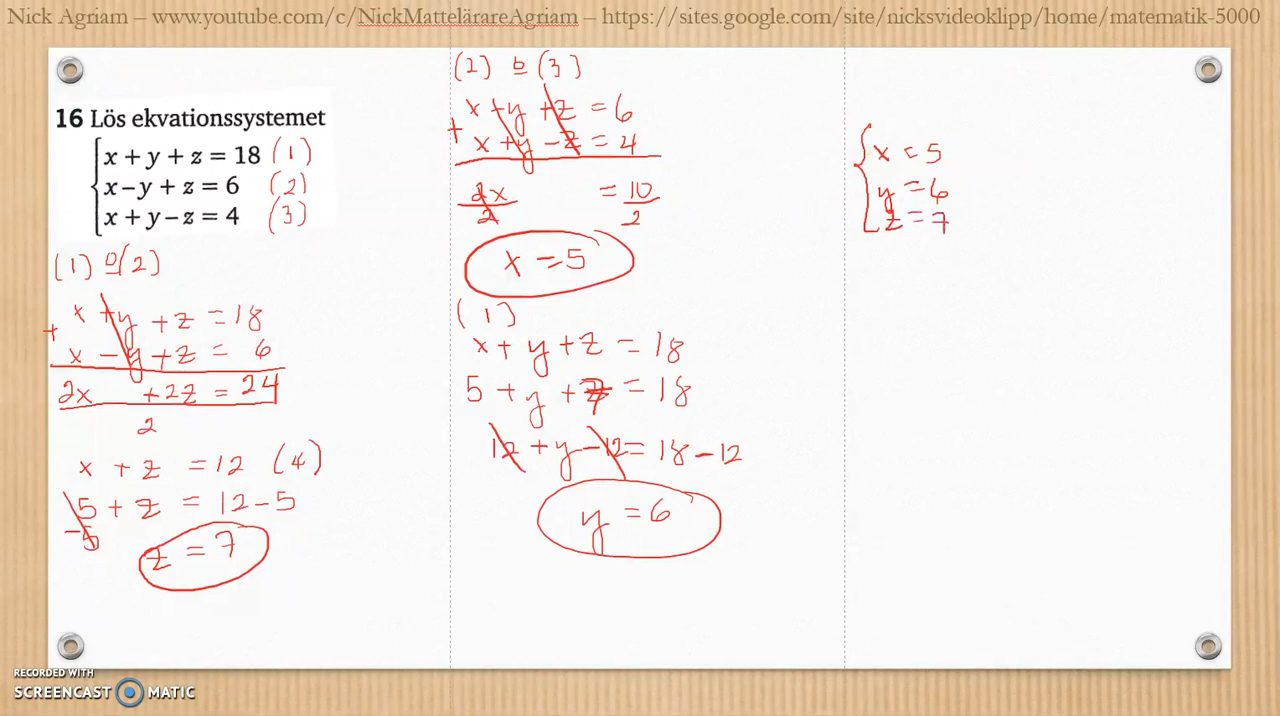 Nick Agriam – www.youtube.com/c/NickMattelärareAgriam – https://sites.google.com/site/nicksvideoklipp/home/matematik-5000
16 Lös ekvationssystemet
x + y + z = 18 (1)
x – y + z = 6 (2)
x + y – z = 4 (3)
(1) o (2)
x + y + z = 18
+ x - y + z = 6
2x + 2z = 24
2
x + z = 12 (4)
5 + z = 12 - 5
-5
z = 7
(2) o (3)
x + y + z = 6
+ x + y - z = 4
2x = 10
2 2
x = 5
(1)
x + y + z = 18
5 + y + 7 = 18
12 + y - 12 = 18 - 12
y = 6
x = 5
y = 6
z = 7
RECORDED WITH
SCREENCAST MATIC